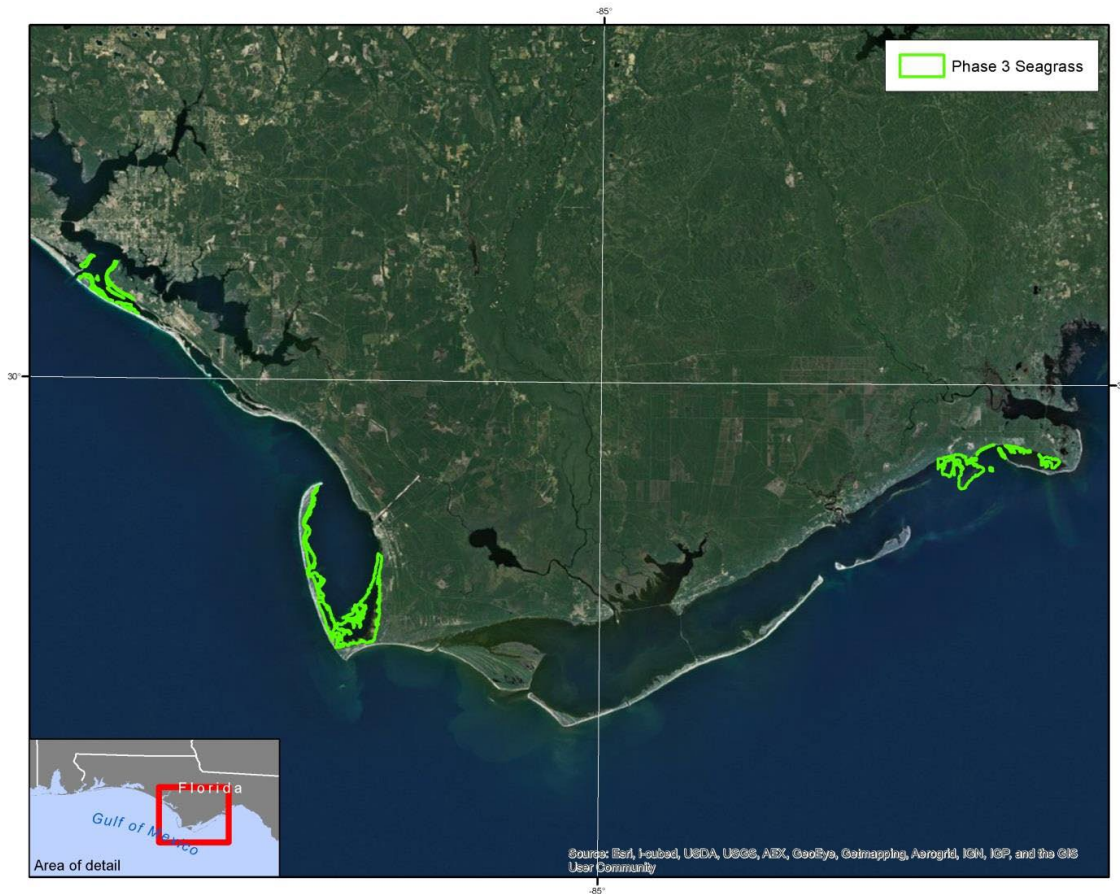 -85°
Phase 3 Seagrass
30°
Florida
Gulf of Mexico
Area of detail
Source: Esri, i-cubed, USDA, USGS, AEX, GeoEye, Getmapping, Aerogrid, IGN, IGP, and the GIS
User Community
-85°